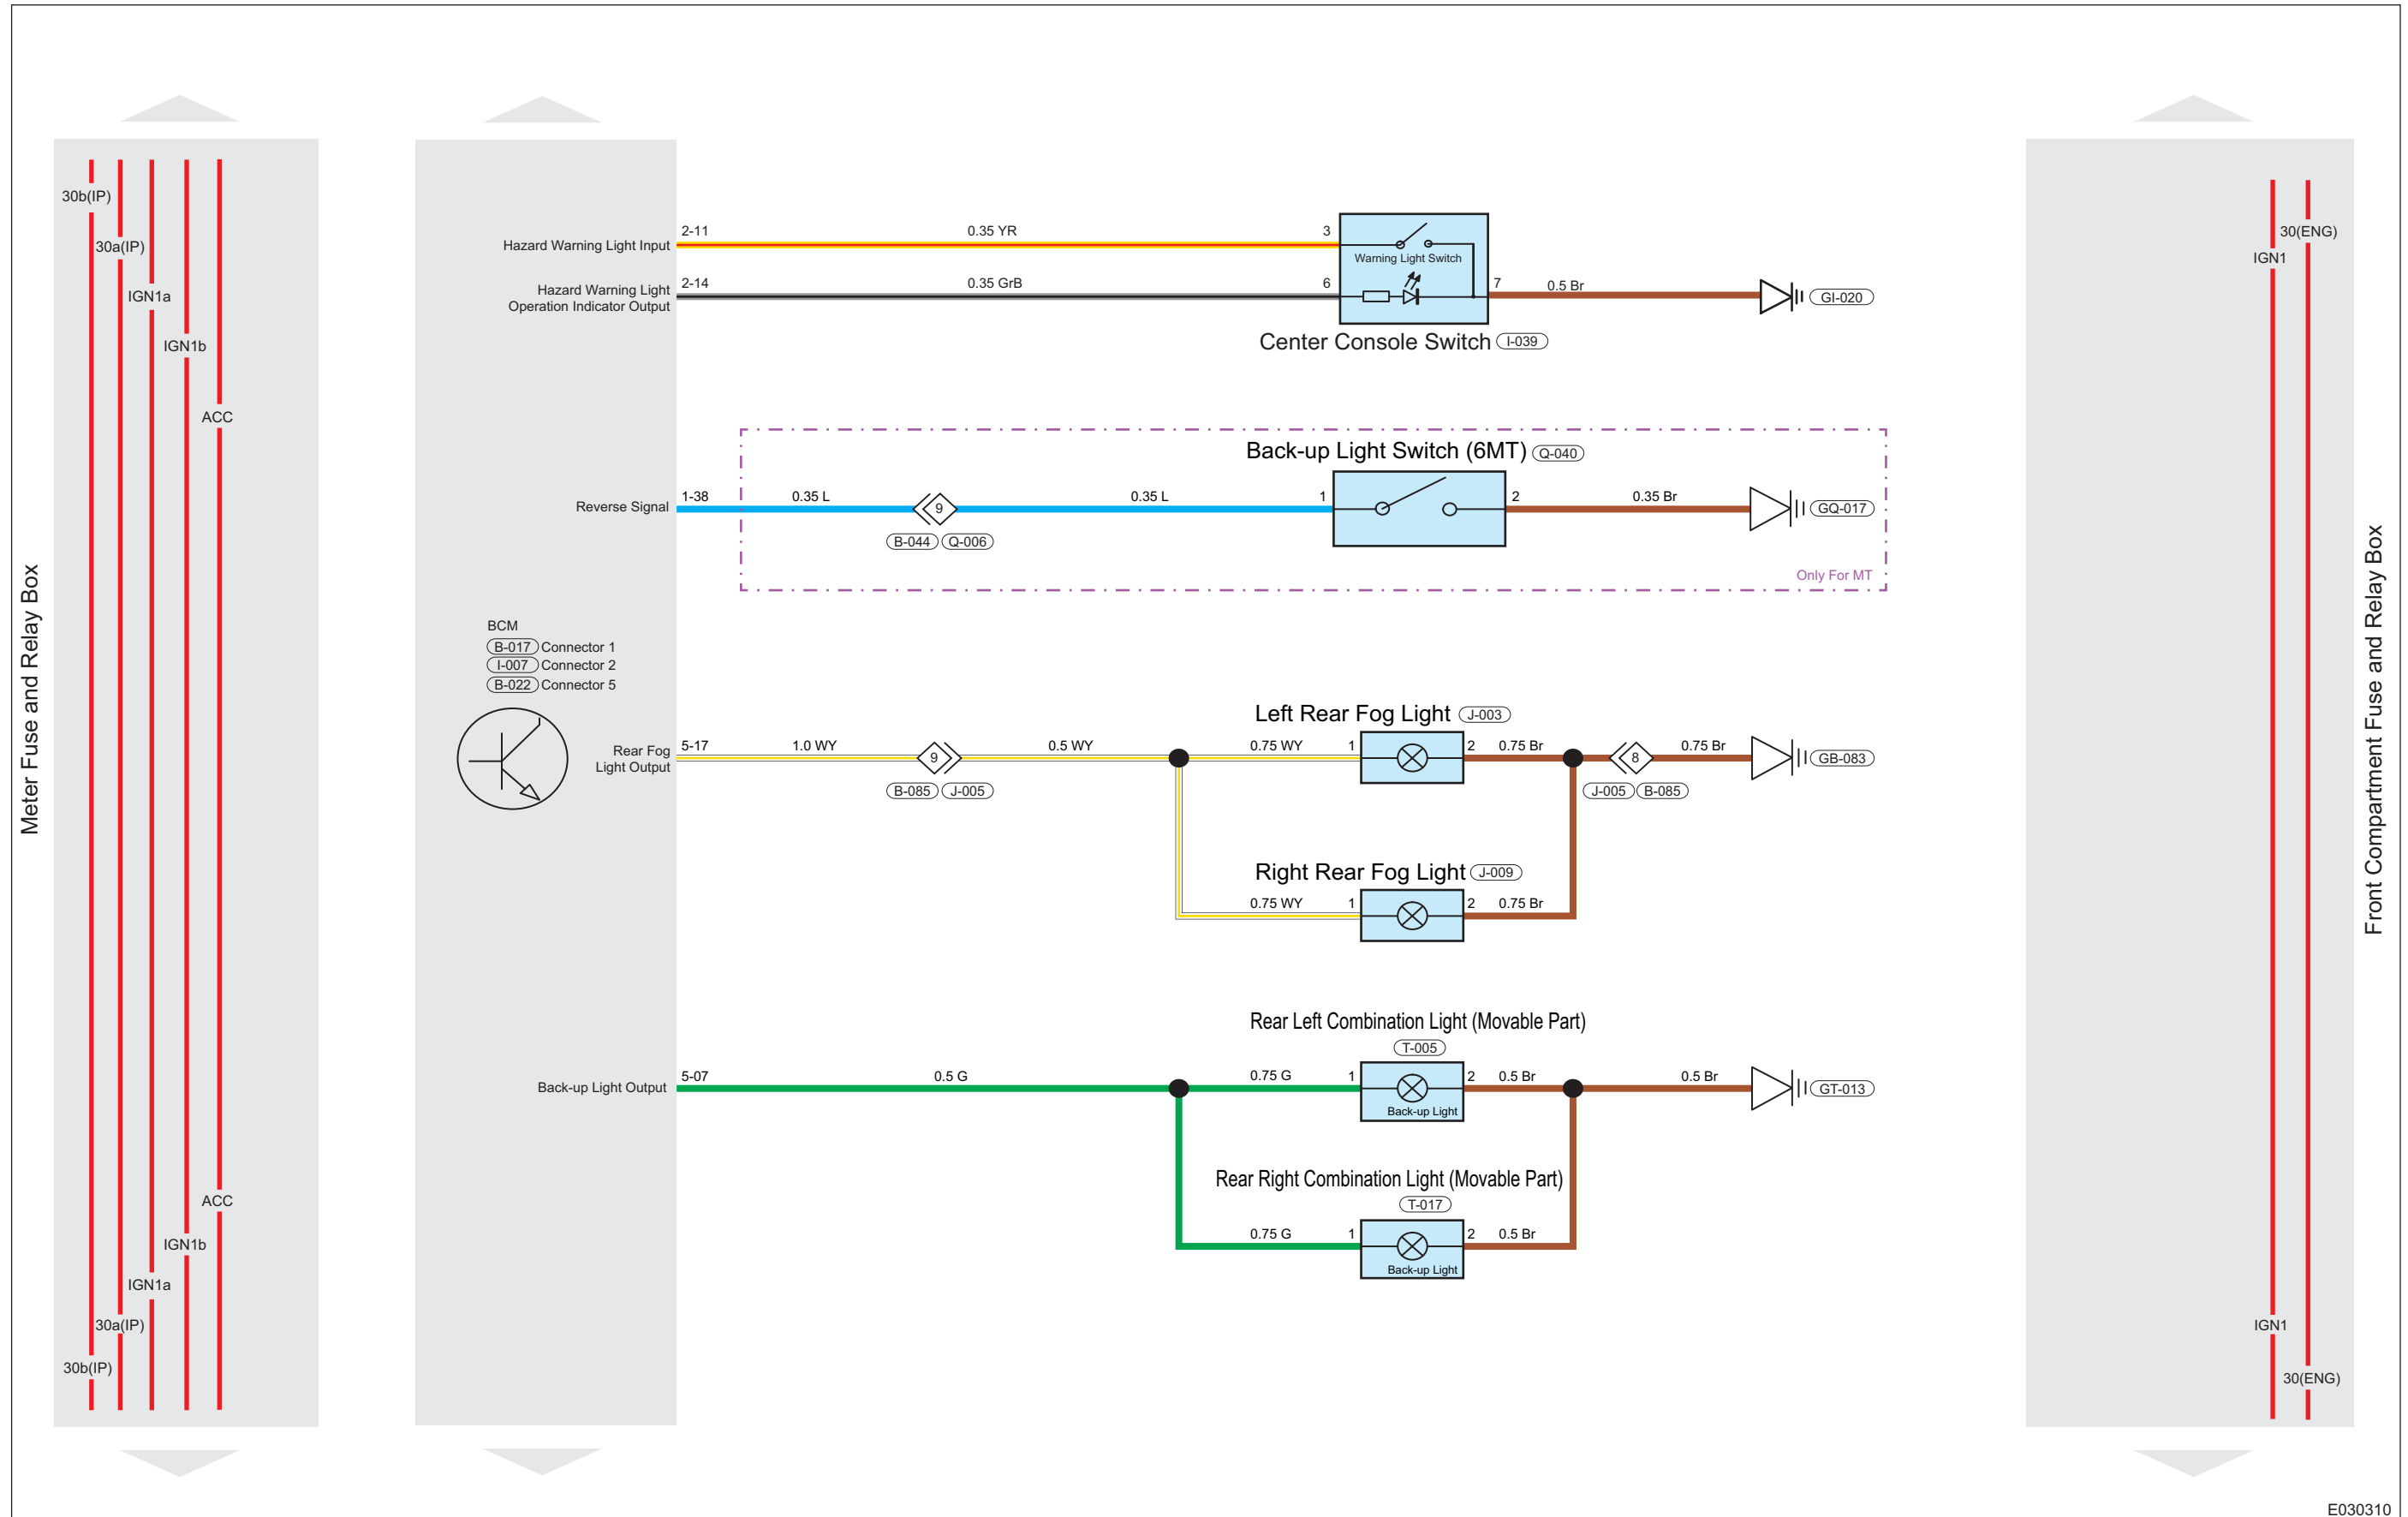 Meter Fuse and Relay Box
30b(IP)
30a(IP)
IGN1a
IGN1b
ACC
ACC
IGN1b
IGN1a
30a(IP)
30b(IP)
Hazard Warning Light Input
2-11
0.35 YR
3
Warning Light Switch
Hazard Warning Light
Operation Indicator Output
2-14
0.35 GrB
6
7
0.5 Br
GI-020
Center Console Switch I-039
Back-up Light Switch (6MT) Q-040
Reverse Signal
1-38
0.35 L
9
0.35 L
1
2
0.35 Br
GQ-017
B-044 Q-006
Only For MT
BCM
B-017 Connector 1
I-007 Connector 2
B-022 Connector 5
Left Rear Fog Light J-003
Rear Fog
Light Output
5-17
1.0 WY
9
0.5 WY
0.75 WY
1
2
0.75 Br
8
0.75 Br
GB-083
B-085 J-005
J-005 B-085
Right Rear Fog Light J-009
0.75 WY
1
2
0.75 Br
Rear Left Combination Light (Movable Part)
T-005
Back-up Light Output
5-07
0.5 G
0.75 G
1
2
0.5 Br
0.5 Br
GT-013
Back-up Light
Rear Right Combination Light (Movable Part)
T-017
0.75 G
1
2
0.5 Br
Back-up Light
30(ENG)
IGN1
IGN1
30(ENG)
Front Compartment Fuse and Relay Box
E030310